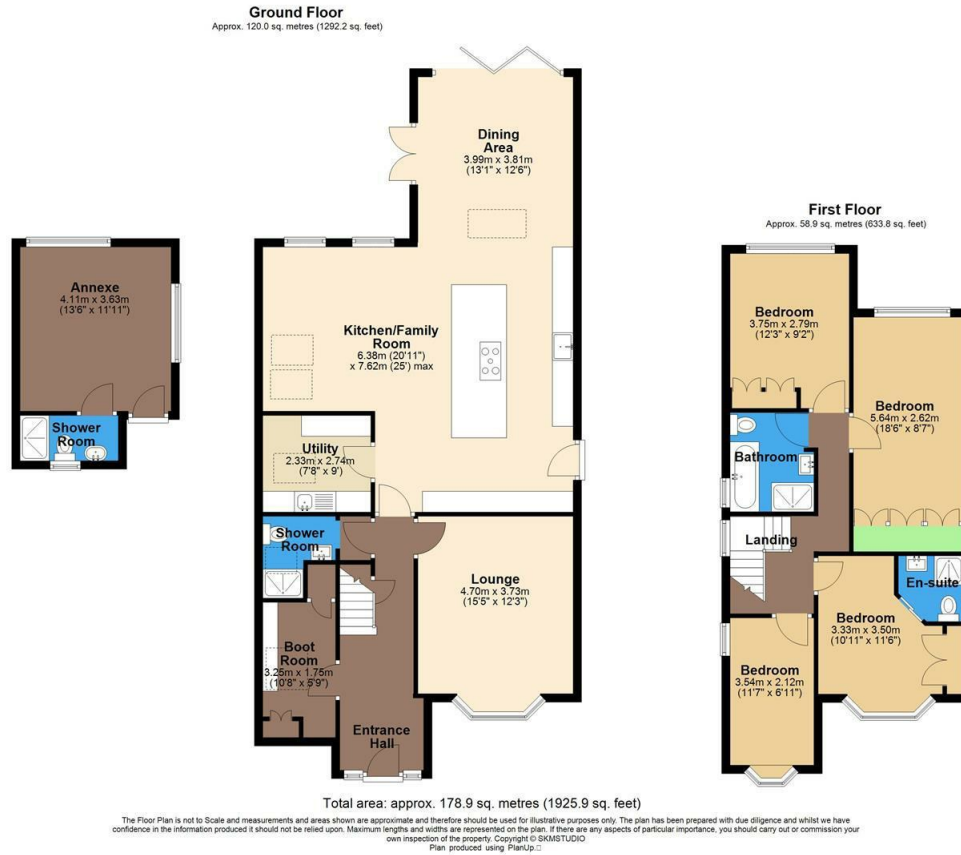 Ground Floor
Approx. 120.0 sq. metres (1292.2 sq. feet)
Dining
Area
3.99m x 3.81m
(13'1" x 12'6")
Annexe
4.11m x 3.63m
(13'6" x 11'11")
Shower
Room
Kitchen/Family
Room
6.38m (20'11")
x 7.62m (25') max
Utility
2.33m x 2.74m
(7'8" x 9')
Shower
Room
Lounge
4.70m x 3.73m
(15'5" x 12'3")
Boot
Room
3.25m x 1.75m
(10'8" x 5'9")
Entrance
Hall
First Floor
Approx. 58.9 sq. metres (633.8 sq. feet)
Bedroom
3.75m x 2.79m
(12'3" x 9'2")
Bedroom
5.64m x 2.62m
(18'6" x 8'7")
Bathroom
Landing
En-suite
Bedroom
3.33m x 3.50m
(10'11" x 11'6")
Bedroom
3.54m x 2.12m
(11'7" x 6'11")
Total area: approx. 178.9 sq. metres (1925.9 sq. feet)
The Floor Plan is not to Scale and measurements and areas shown are approximate and therefore should be used for illustrative purposes only. The plan has been prepared with due diligence and whilst we have
confidence in the information produced it should not be relied upon. Maximum lengths and widths are represented on the plan. If there are any aspects of particular importance, you should carry out or commission your
own inspection of the property. Copyright © SKMSTUDIO
Plan produced using PlanUp.